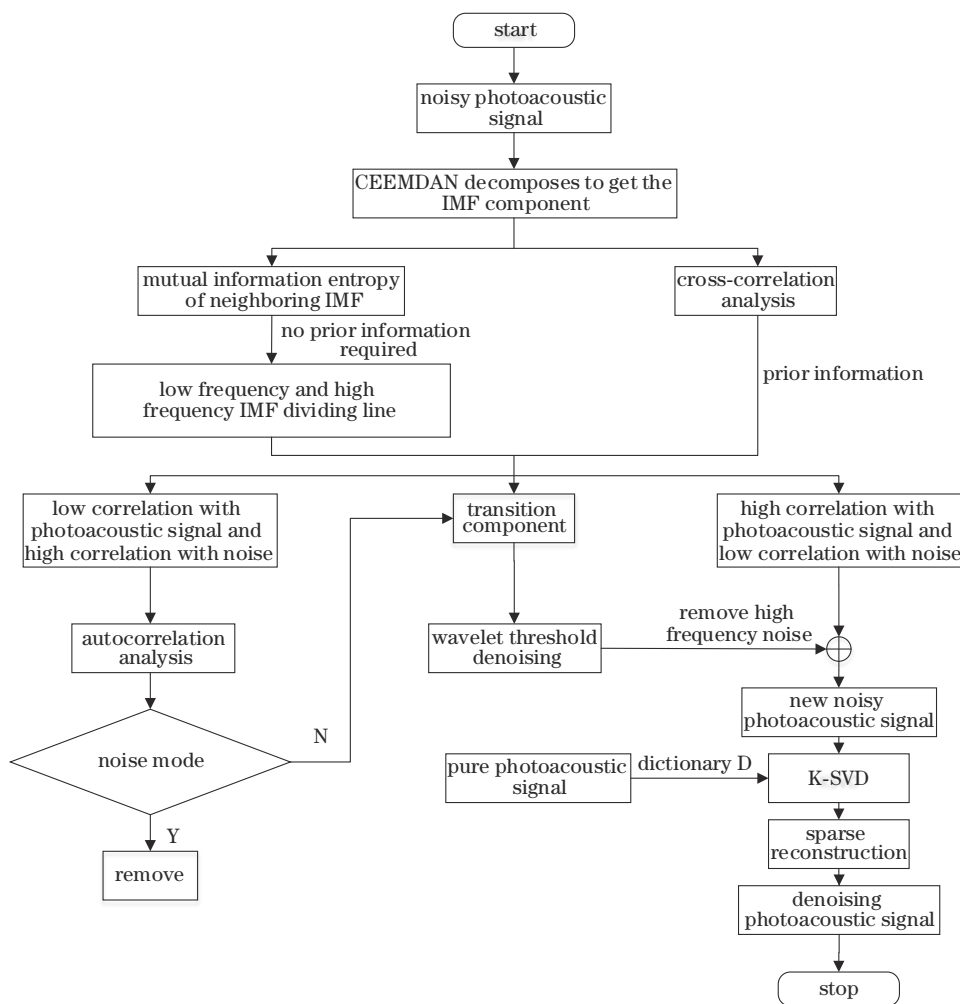 start
noisy photoacoustic
signal
CEEMDAN decomposes to get the
IMF component
mutual information entropy
of neighboring IMF
cross-correlation
analysis
no prior information
required
prior information
low frequency and high
frequency IMF dividing line
low correlation with
photoacoustic signal and
high correlation with noise
transition
component
high correlation with
photoacoustic signal and
low correlation with noise
autocorrelation
analysis
wavelet threshold
denoising
remove high
frequency noise
new noisy
photoacoustic signal
noise mode
N
Y
remove
pure photoacoustic
signal
dictionary D
K-SVD
sparse
reconstruction
denoising
photoacoustic signal
stop